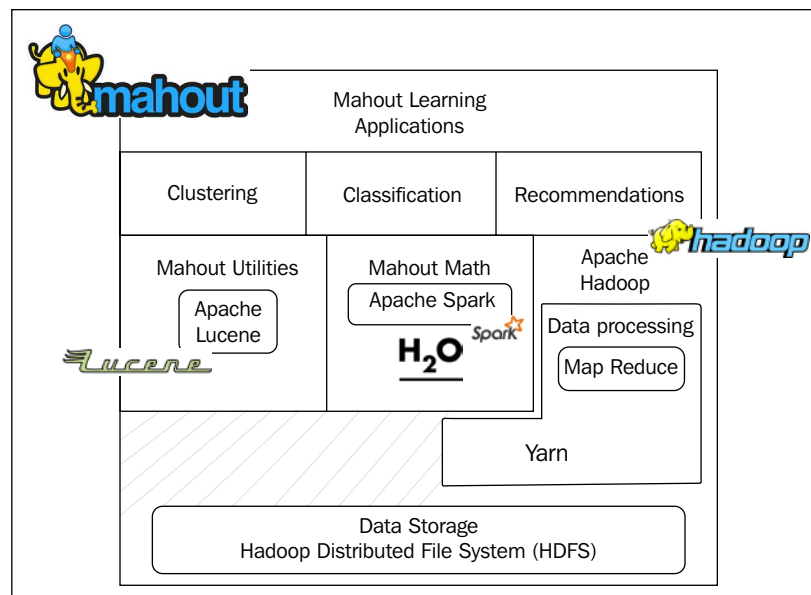 mahout
Mahout Learning
Applications
Clustering
Classification
Recommendations
hadoop
Mahout Utilities
Mahout Math
Apache
Hadoop
Apache
Lucene
Apache Spark
Spark
H2O
Lucene
Data processing
Map Reduce
Yarn
Data Storage
Hadoop Distributed File System (HDFS)